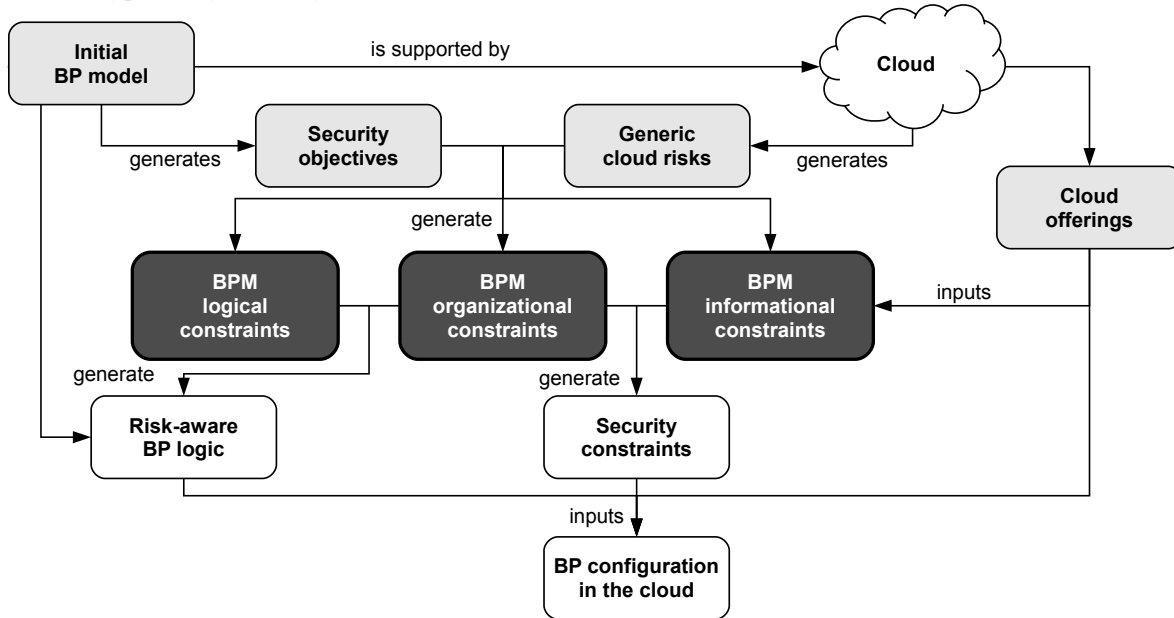 Initial
BP model
is supported by
Cloud
generates
Security
objectives
Generic
cloud risks
generates
Cloud
offerings
generate
BPM
logical
constraints
BPM
organizational
constraints
BPM
informational
constraints
inputs
generate
generate
Risk-aware
BP logic
Security
constraints
inputs
BP configuration
in the cloud